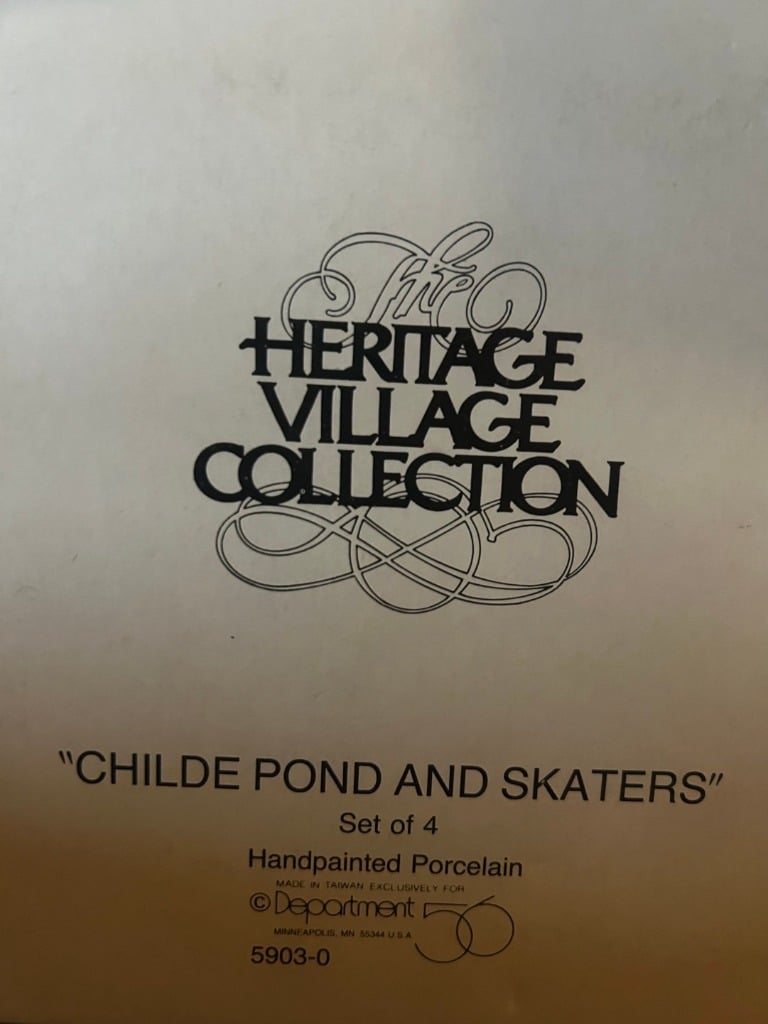 The
HERITAGE
VILLAGE
COLLECTION
"CHILDE POND AND SKATERS"
Set of 4
Handpainted Porcelain
MADE IN TAIWAN EXCLUSIVELY FOR
©Department 56
MINNEAPOLIS, MN 55344 U S A
5903-0